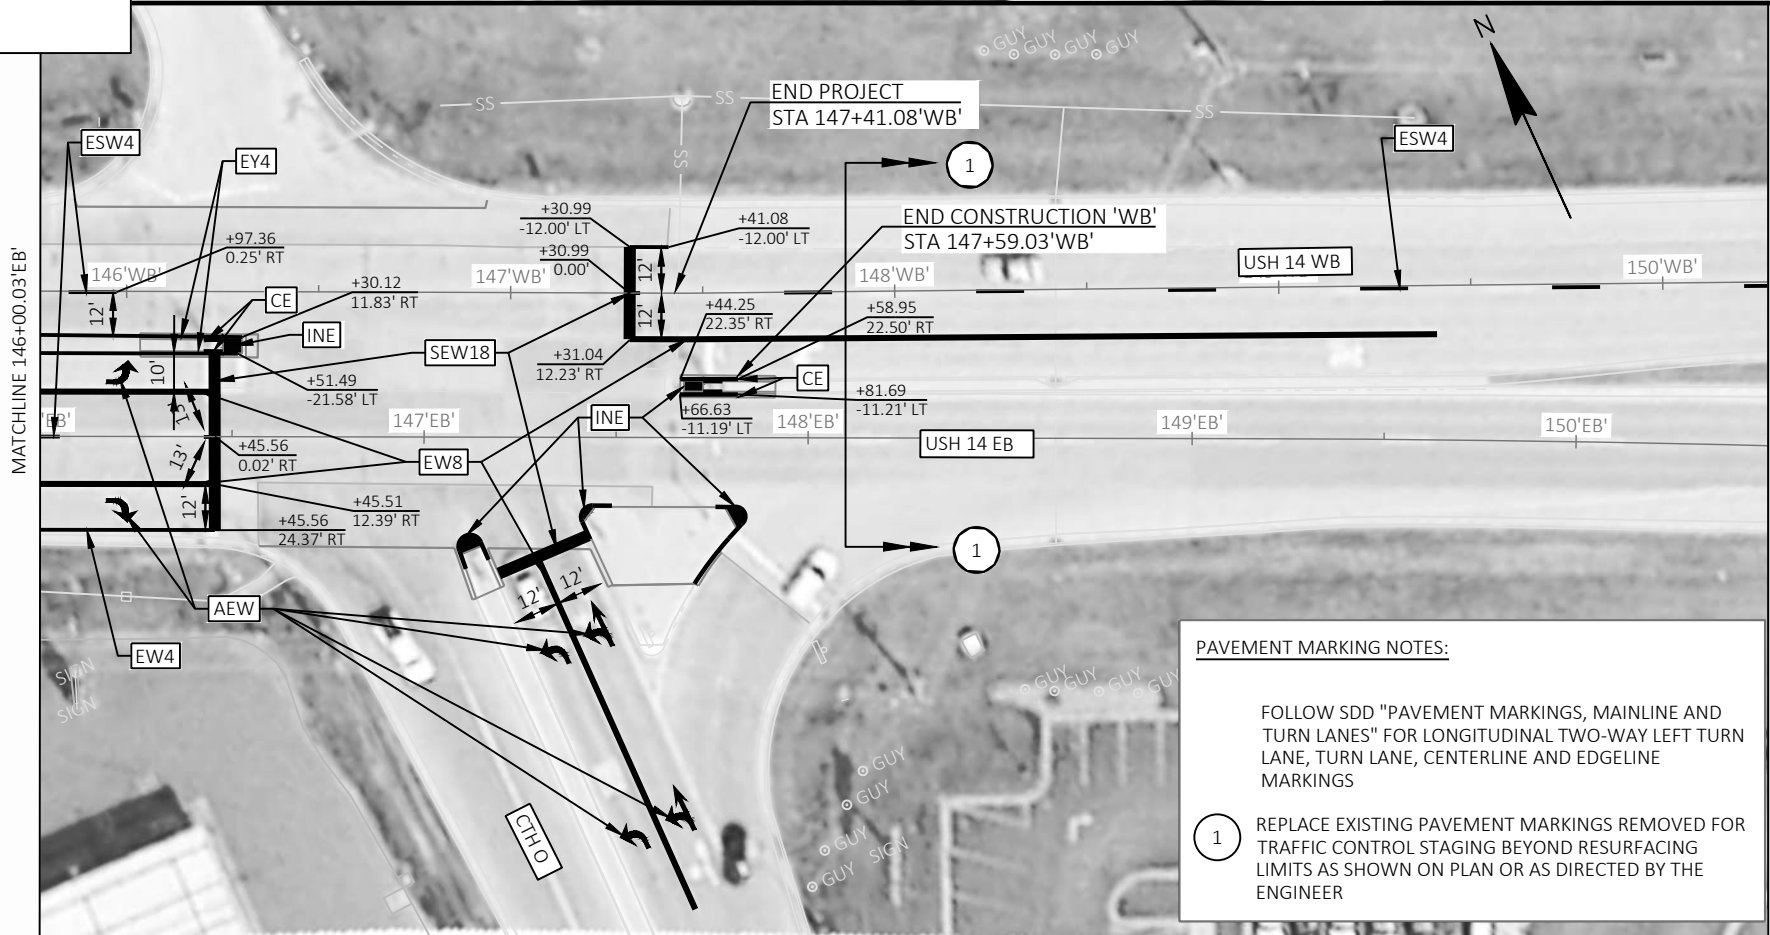 N
GUY GUY GUY GUY
SS SS SS
SS
END PROJECT
STA 147+41.08'WB'
ESW4
EY4
ESW4
1
+30.99
-12.00' LT
+41.08
-12.00' LT
END CONSTRUCTION 'WB'
STA 147+59.03'WB'
+97.36
0.25' RT
+30.99
0.00'
12'
USH 14 WB
146'WB'
147'WB'
148'WB'
150'WB'
MATCHLINE 146+00.03'EB'
12'
CE
+30.12
11.83' RT
12'
+44.25
22.35' RT
+58.95
22.50' RT
INE
SEW18
+31.04
12.23' RT
10'
+51.49
-21.58' LT
CE
+81.69
-11.21' LT
+66.63
-11.19' LT
INE
'EB'
147'EB'
148'EB'
149'EB'
150'EB'
USH 14 EB
+45.56
0.02' RT
13'
EW8
12'
+45.51
12.39' RT
+45.56
24.37' RT
1
12'
12'
AEW
EW4
SIGN
SIGN
GUY GUY GUY GUY
GUY
GUY
GUY SIGN
GUY
CTH O
PAVEMENT MARKING NOTES:
FOLLOW SDD "PAVEMENT MARKINGS, MAINLINE AND
TURN LANES" FOR LONGITUDINAL TWO-WAY LEFT TURN
LANE, TURN LANE, CENTERLINE AND EDGELINE
MARKINGS
1
REPLACE EXISTING PAVEMENT MARKINGS REMOVED FOR
TRAFFIC CONTROL STAGING BEYOND RESURFACING
LIMITS AS SHOWN ON PLAN OR AS DIRECTED BY THE
ENGINEER